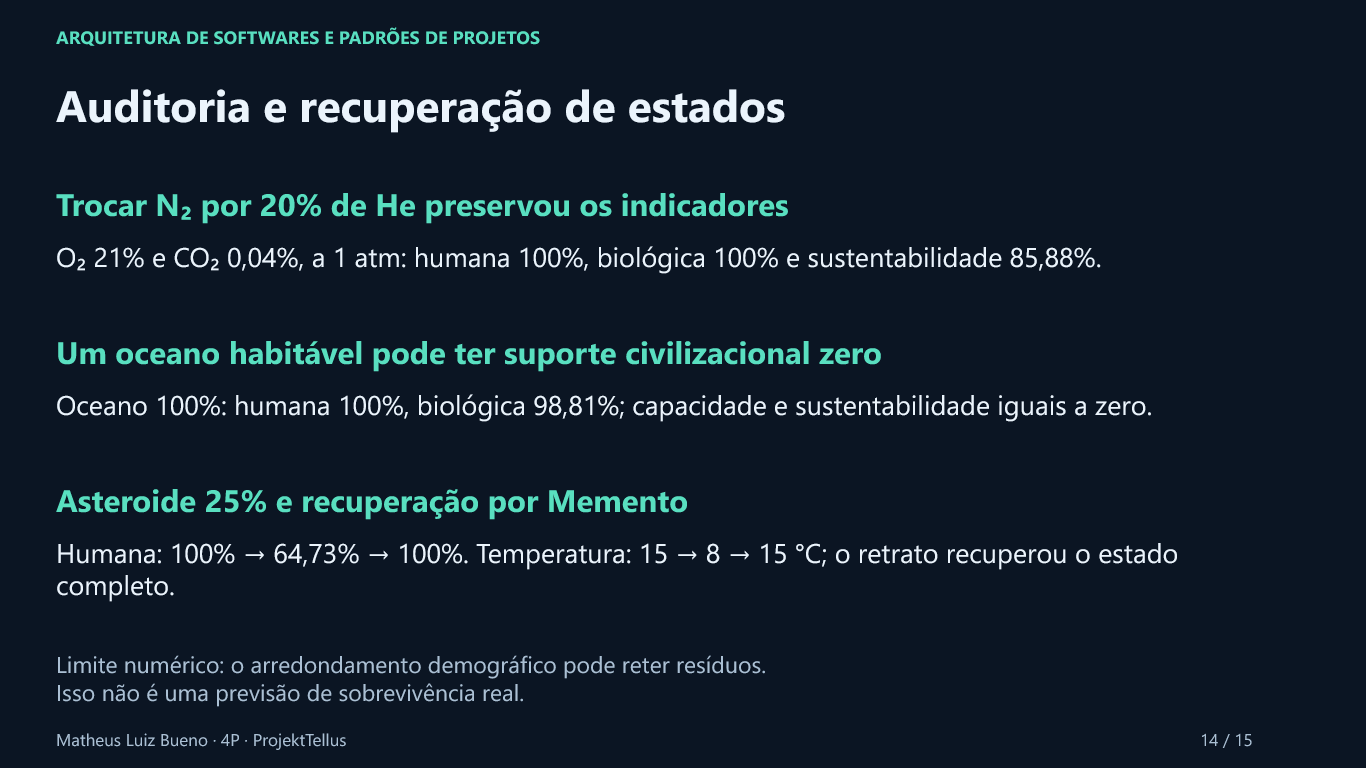 ARQUITETURA DE SOFTWARES E PADRÕES DE PROJETOS
Auditoria e recuperação de estados
Trocar N₂ por 20% de He preservou os indicadores
O₂ 21% e CO₂ 0,04%, a 1 atm: humana 100%, biológica 100% e sustentabilidade 85,88%.
Um oceano habitável pode ter suporte civilizacional zero
Oceano 100%: humana 100%, biológica 98,81%; capacidade e sustentabilidade iguais a zero.
Asteroide 25% e recuperação por Memento
Humana: 100% → 64,73% → 100%. Temperatura: 15 → 8 → 15 °C; o retrato recuperou o estado
completo.
Limite numérico: o arredondamento demográfico pode reter resíduos.
Isso não é uma previsão de sobrevivência real.
Matheus Luiz Bueno · 4P · ProjektTellus
14 / 15